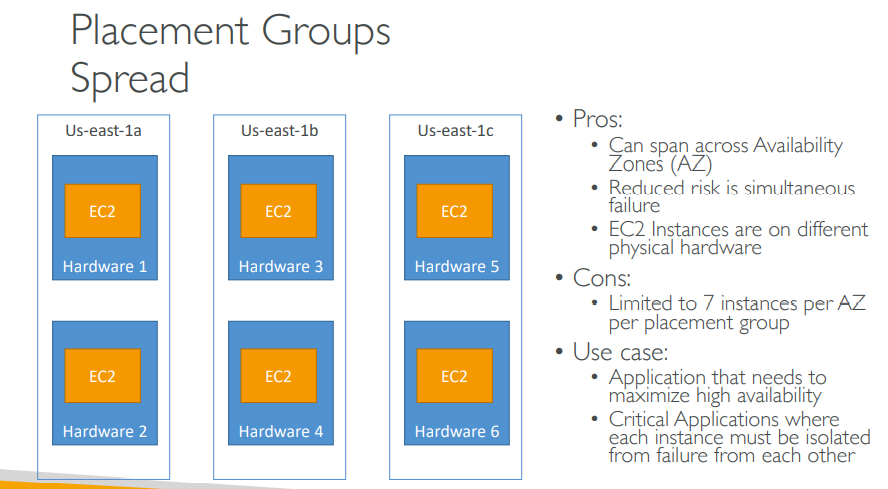 Placement Groups
Spread
Us-east-1a
EC2
Hardware 1
EC2
Hardware 2
Us-east-1b
EC2
Hardware 3
EC2
Hardware 4
Us-east-1c
EC2
Hardware 5
EC2
Hardware 6
• Pros:
• Can span across Availability
Zones (AZ)
• Reduced risk is simultaneous
failure
• EC2 Instances are on different
physical hardware
• Cons:
• Limited to 7 instances per AZ
per placement group
• Use case:
• Application that needs to
maximize high availability
• Critical Applications where
each instance must be isolated
from failure from each other